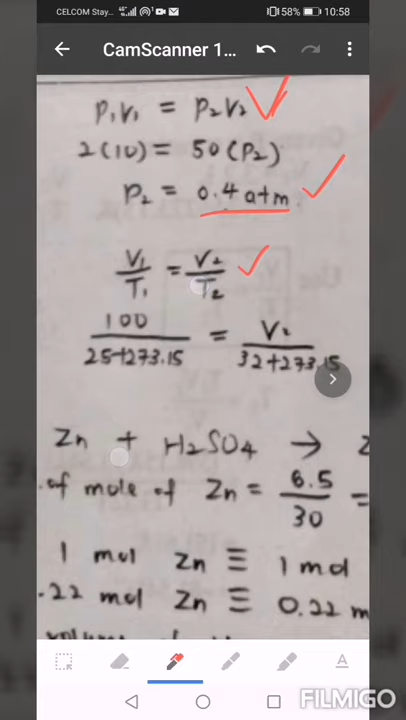 CELCOM Stay... 58% 10:58
CamScanner 1...
P₁V₁ = P₂V₂
2(10) = 50(P₂)
P₂ = 0.4 atm
V₁/T₁ = V₂/T₂
100/25+273.15 = V₂/32+273.15
Zn + H₂SO₄ → Z
.of mole of Zn = 6.5/30 =
1 mol Zn ≡ 1 mol
.22 mol Zn ≡ 0.22 m
A
FILMIGO